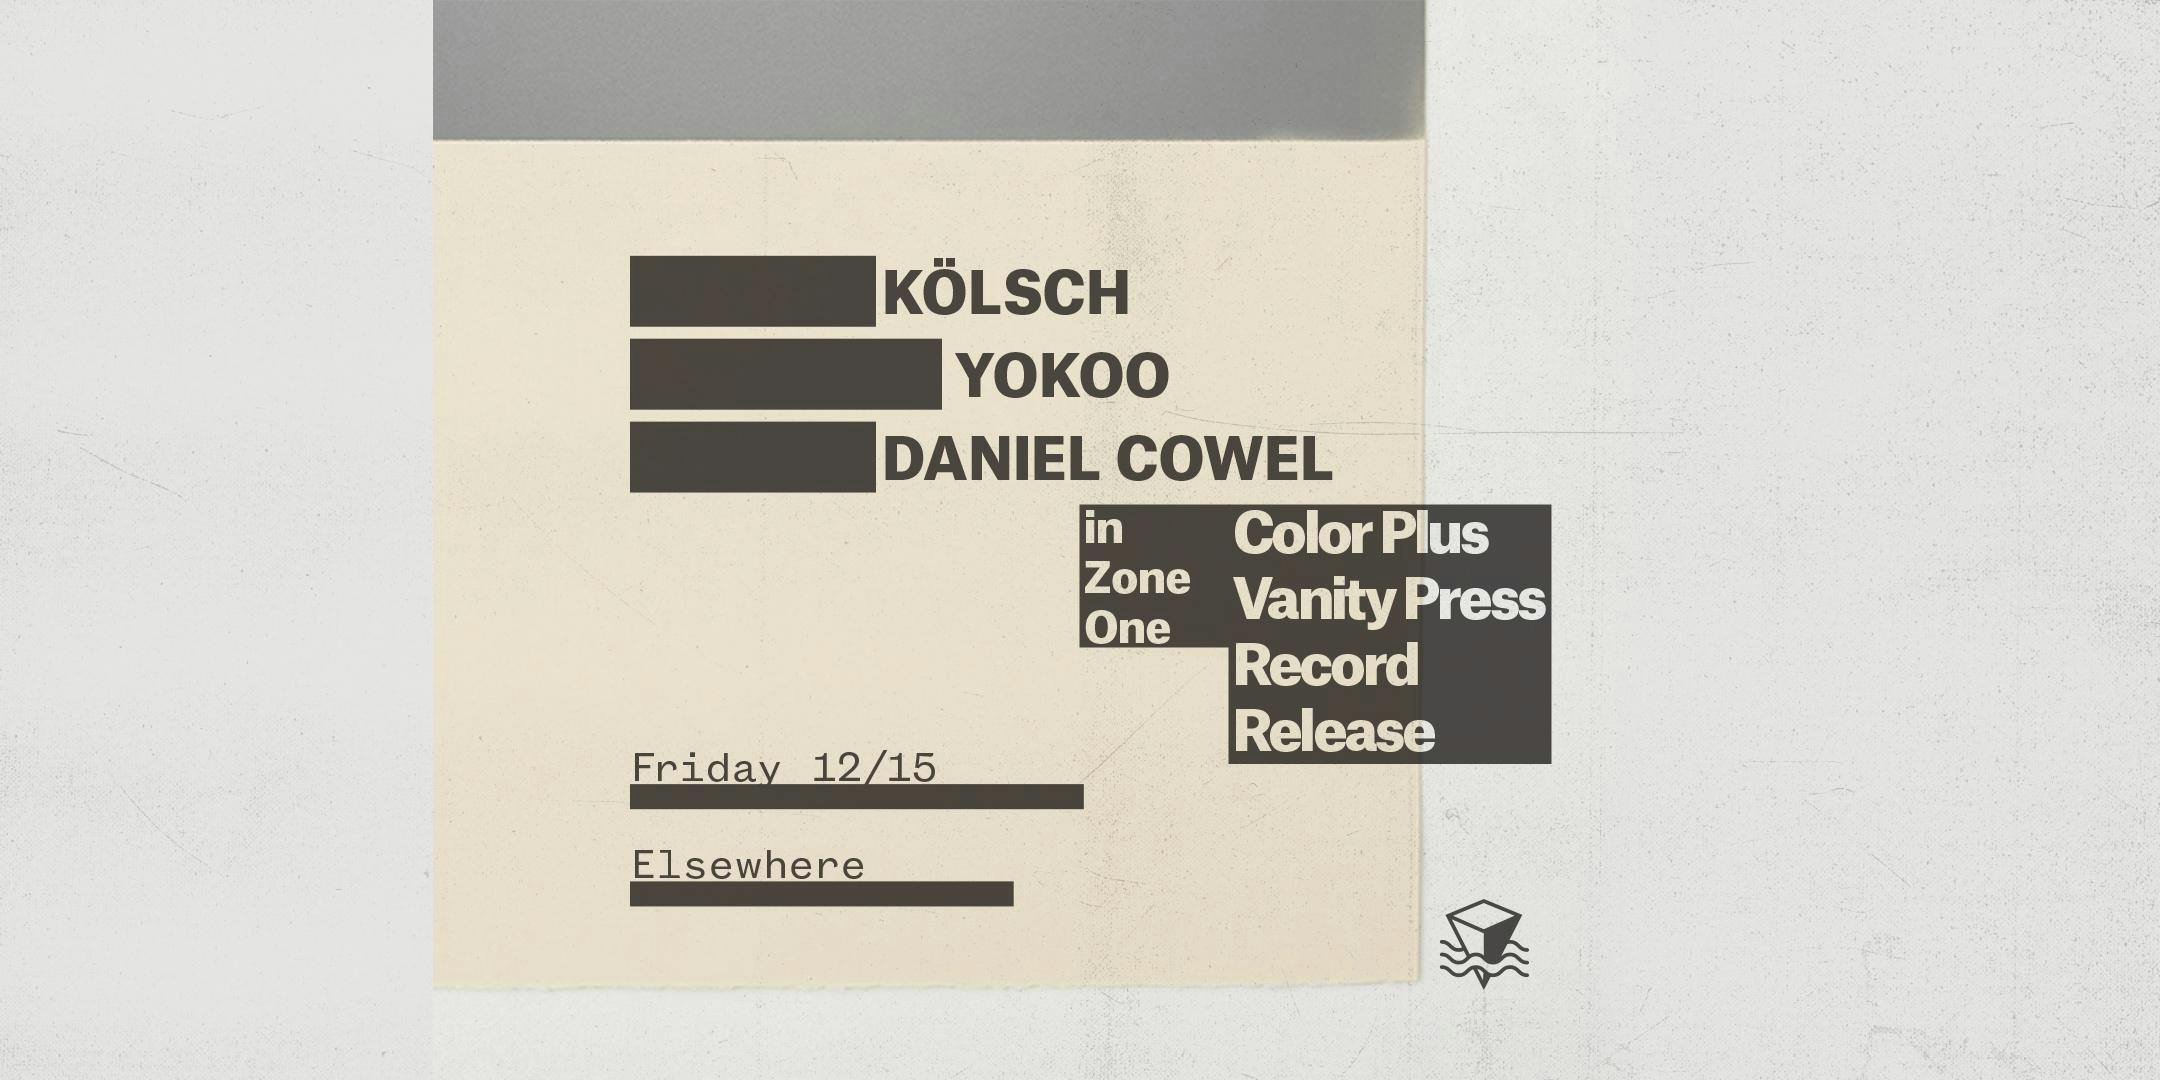 KÖLSCH
YOKOO
DANIEL COWEL
in
Zone
One
Color Plus
Vanity Press
Record
Release
Friday 12/15
Elsewhere